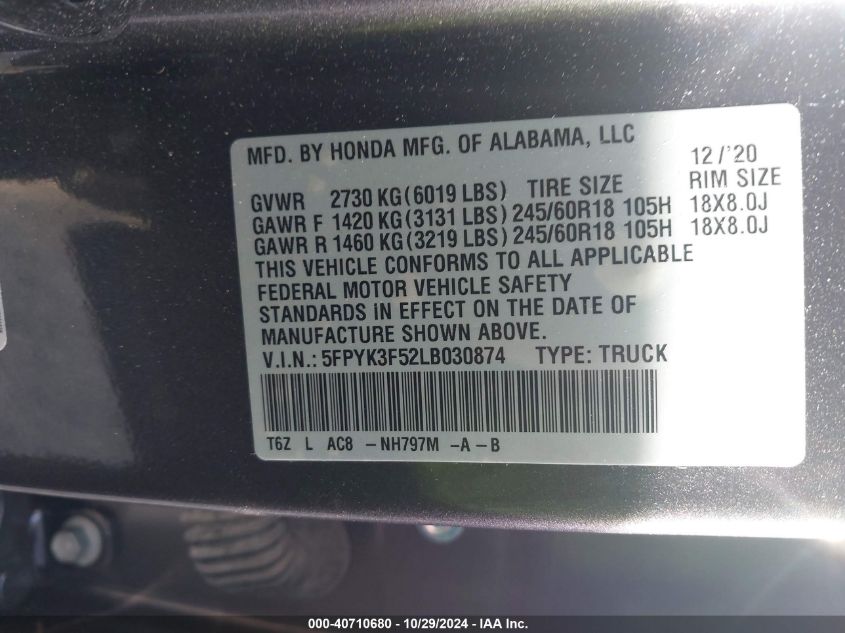 MFD. BY HONDA MFG. OF ALABAMA, LLC 12/'20
GVWR 2730 KG(6019 LBS) TIRE SIZE RIM SIZE
GAWR F 1420 KG(3131 LBS) 245/60R18 105H 18X8.0J
GAWR R 1460 KG(3219 LBS) 245/60R18 105H 18X8.0J
THIS VEHICLE CONFORMS TO ALL APPLICABLE
FEDERAL MOTOR VEHICLE SAFETY
STANDARDS IN EFFECT ON THE DATE OF
MANUFACTURE SHOWN ABOVE.
V.I.N.: 5FPYK3F52LB030874 TYPE: TRUCK
T6Z L AC8 -NH797M -A-B
000-40710680 - 10/29/2024 - IAA Inc.